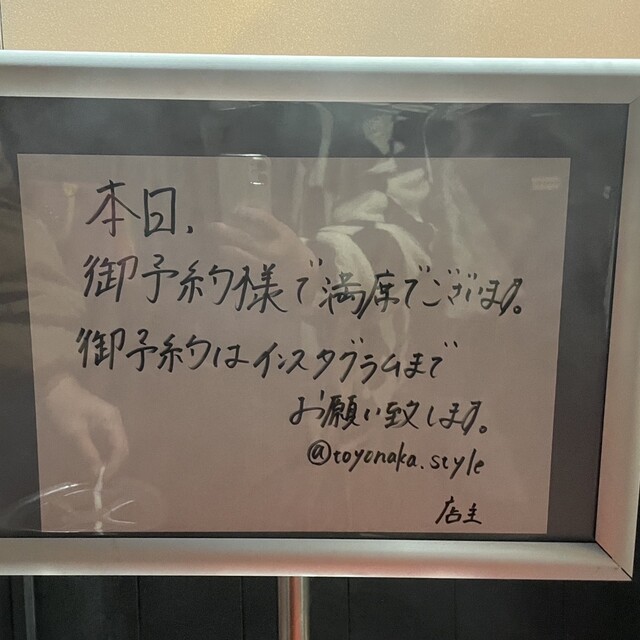 本日、
御予約様で満席でございます。
御予約はインスタグラムまで
お願い致します。
@toyonaka.style
店主